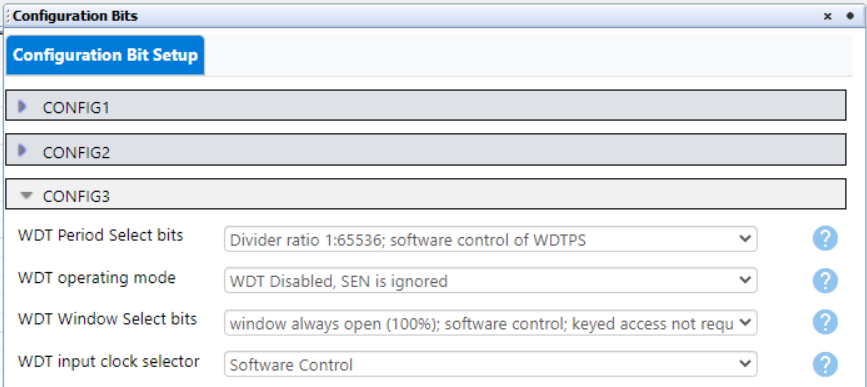 Configuration Bits
Configuration Bit Setup
CONFIG1
CONFIG2
CONFIG3
WDT Period Select bits Divider ratio 1:65536; software control of WDTPS ?
WDT operating mode WDT Disabled, SEN is ignored ?
WDT Window Select bits window always open (100%); software control; keyed access not requ ?
WDT input clock selector Software Control ?